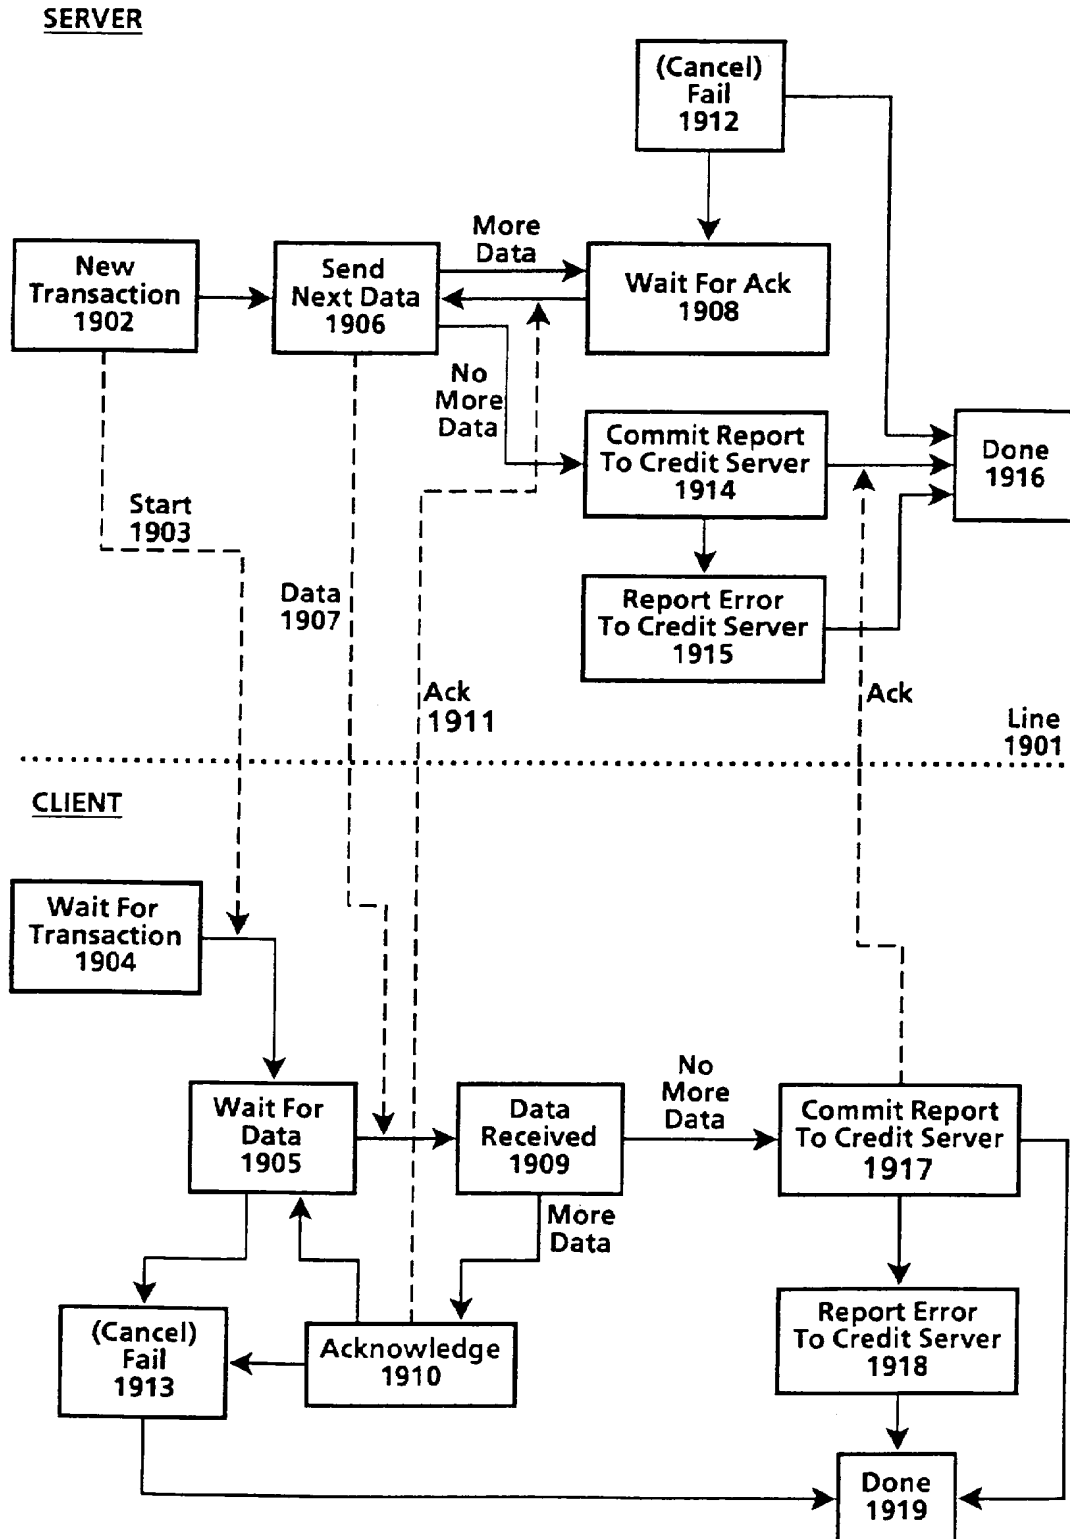 SERVER
(Cancel)
Fail
1912
New
Transaction
1902
Send
Next Data
1906
More
Data
Wait For Ack
1908
No
More
Data
Commit Report
To Credit Server
1914
Done
1916
Start
1903
Data
1907
Report Error
To Credit Server
1915
Ack
1911
Ack
Line
1901
CLIENT
Wait For
Transaction
1904
Wait For
Data
1905
Data
Received
1909
No
More
Data
Commit Report
To Credit Server
1917
More
Data
(Cancel)
Fail
1913
Acknowledge
1910
Report Error
To Credit Server
1918
Done
1919